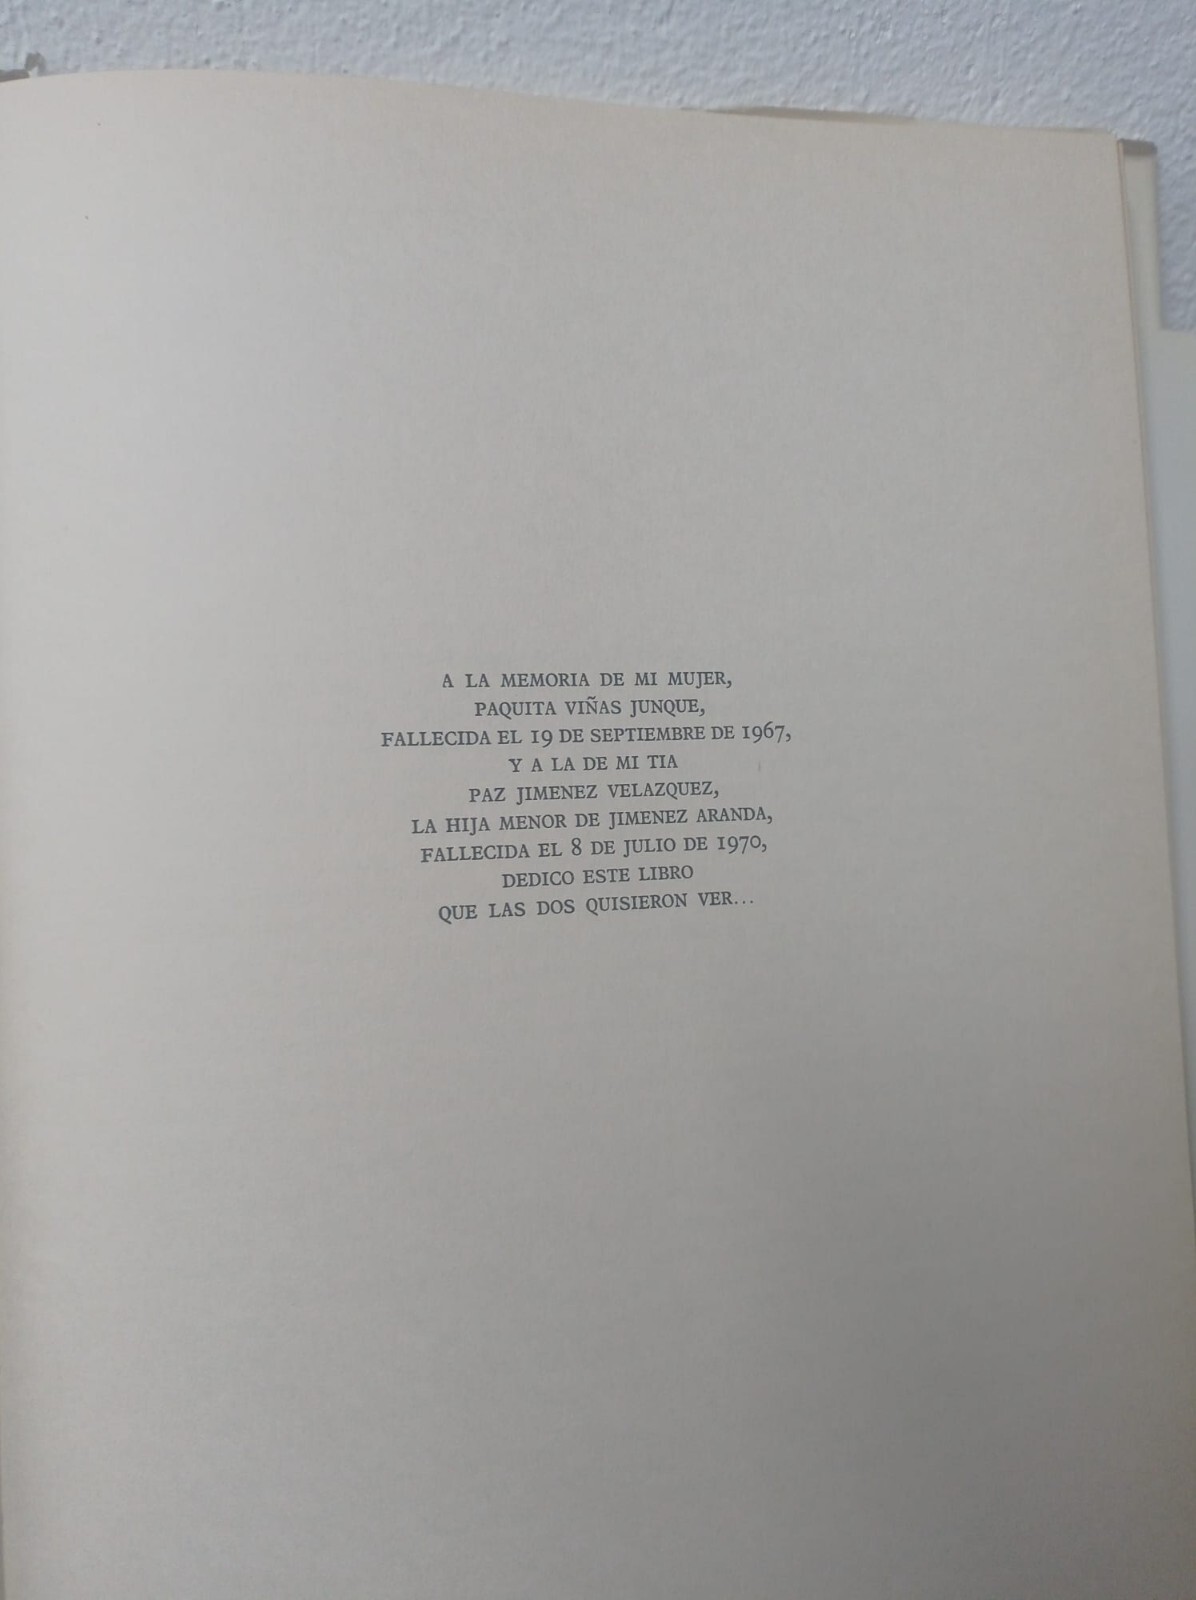 A LA MEMORIA DE MI MUJER,
PAQUITA VIÑAS JUNQUE,
FALLECIDA EL 19 DE SEPTIEMBRE DE 1967,
Y A LA DE MI TIA
PAZ JIMENEZ VELAZQUEZ,
LA HIJA MENOR DE JIMENEZ ARANDA,
FALLECIDA EL 8 DE JULIO DE 1970,
DEDICO ESTE LIBRO
QUE LAS DOS QUISIERON VER...